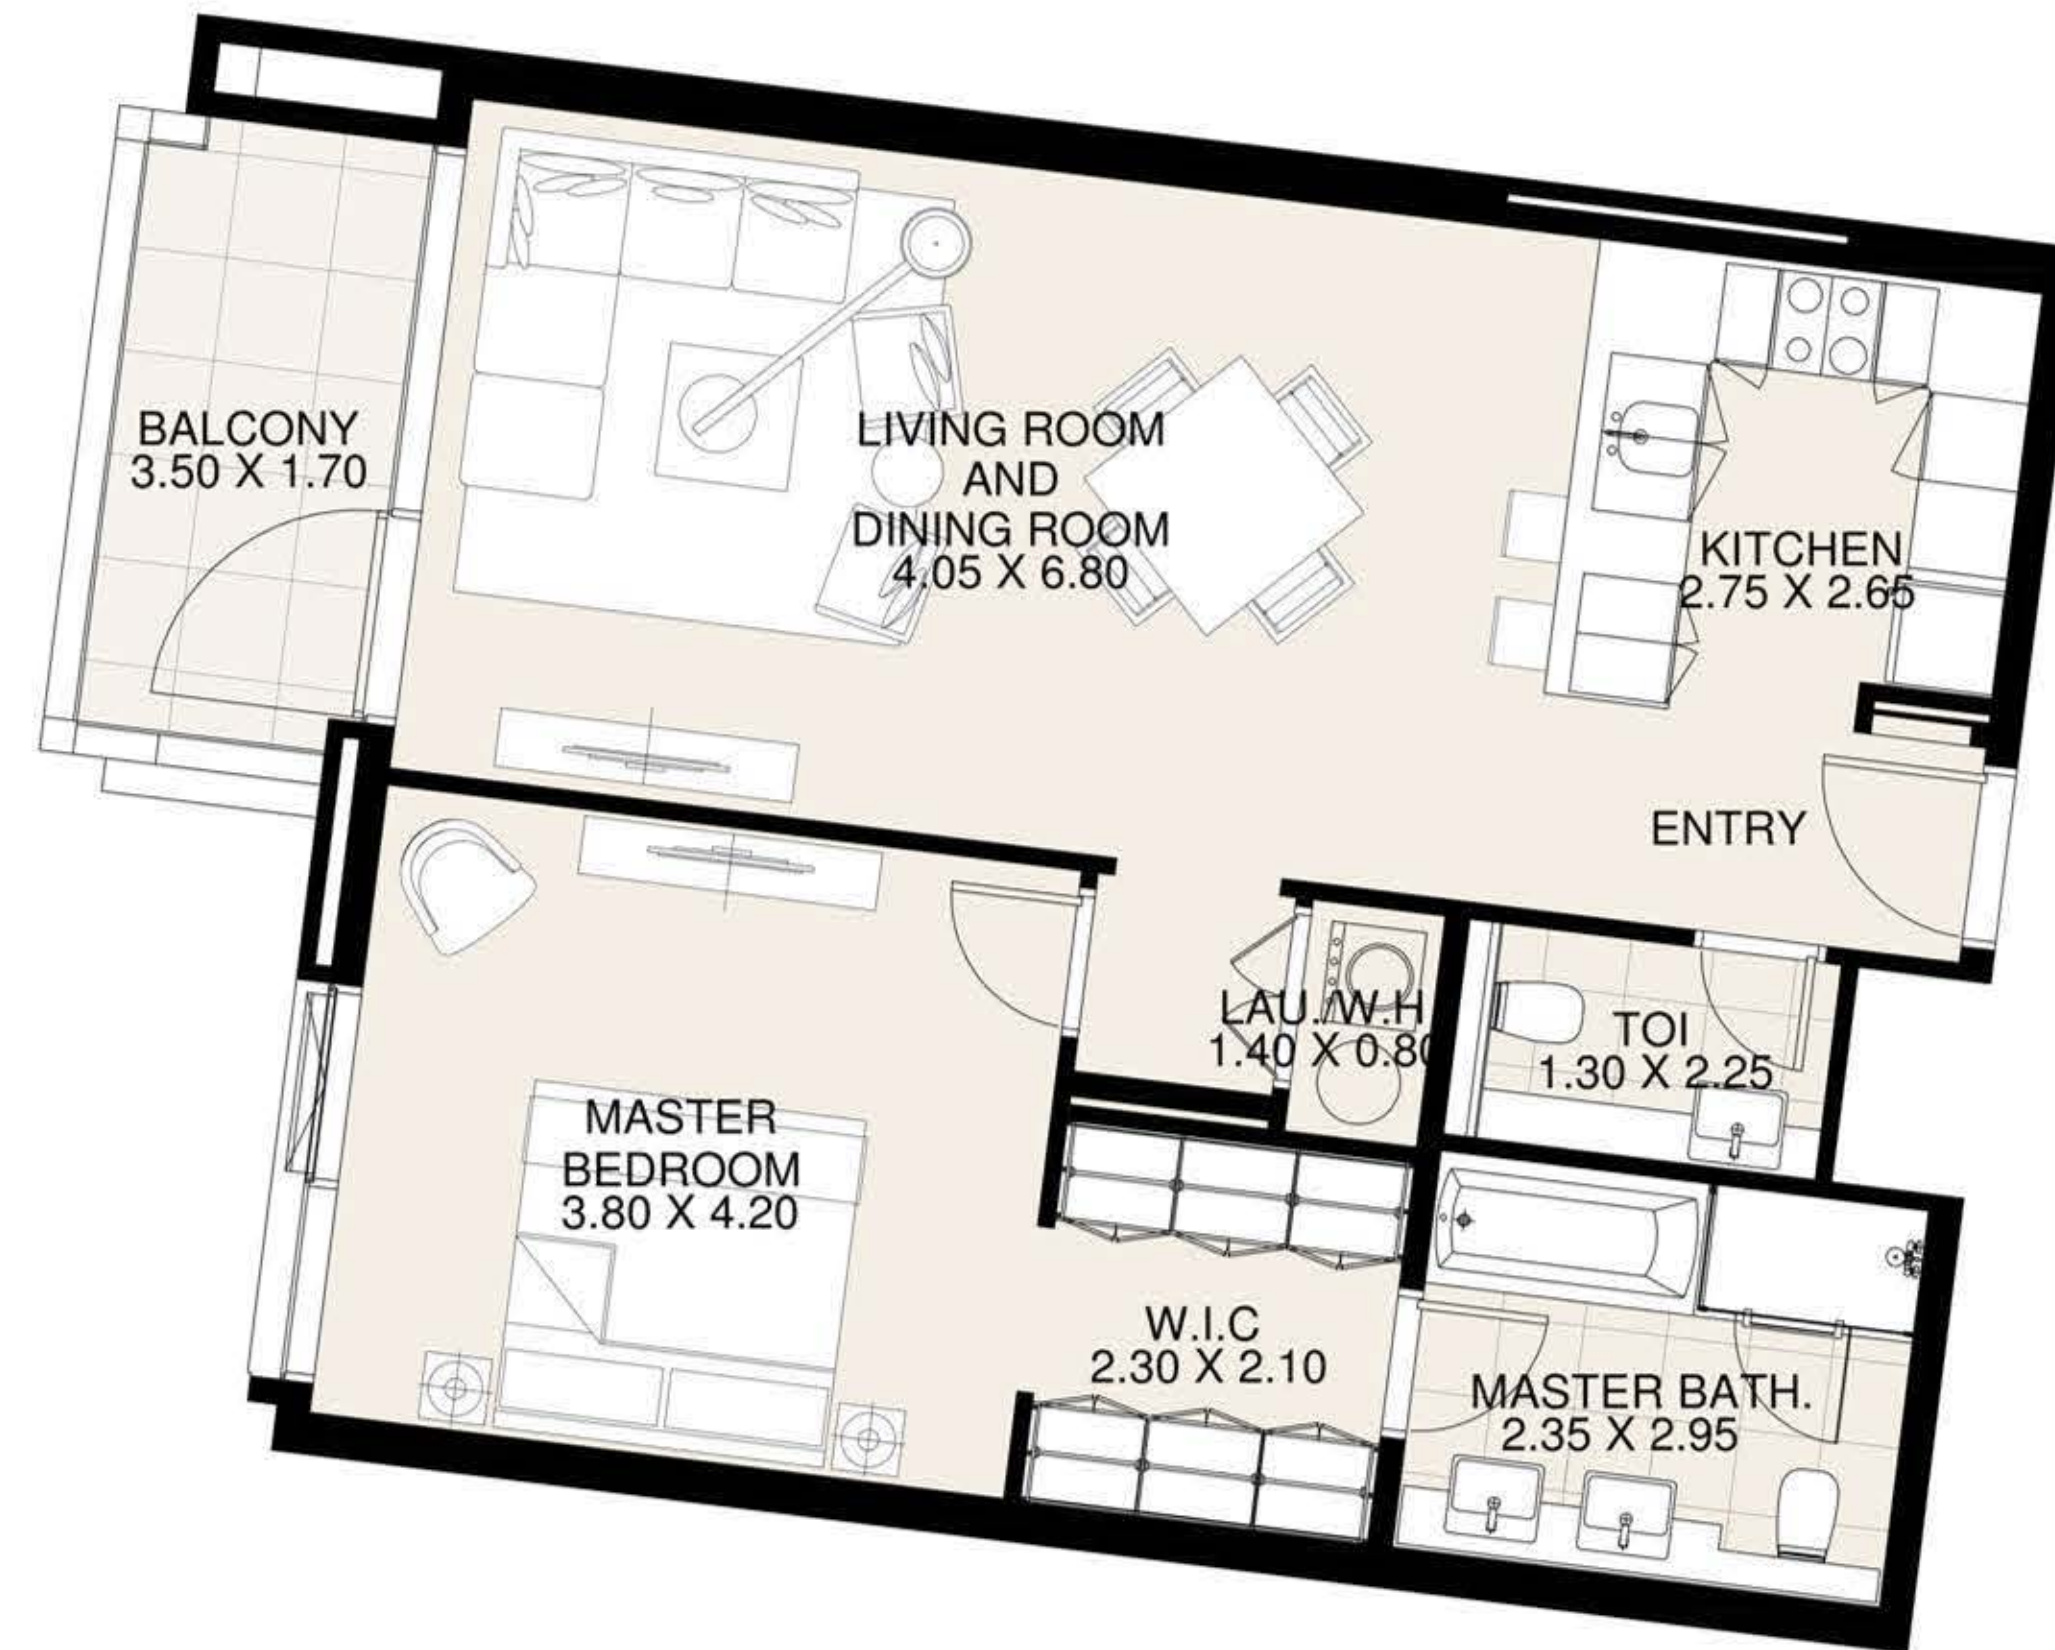 BALCONY
3.50 X 1.70
LIVING ROOM
AND
DINING ROOM
4.05 X 6.80
KITCHEN
2.75 X 2.65
ENTRY
LAU./W.H
1.40 X 0.80
TOI
1.30 X 2.25
MASTER
BEDROOM
3.80 X 4.20
W.I.C
2.30 X 2.10
MASTER BATH.
2.35 X 2.95